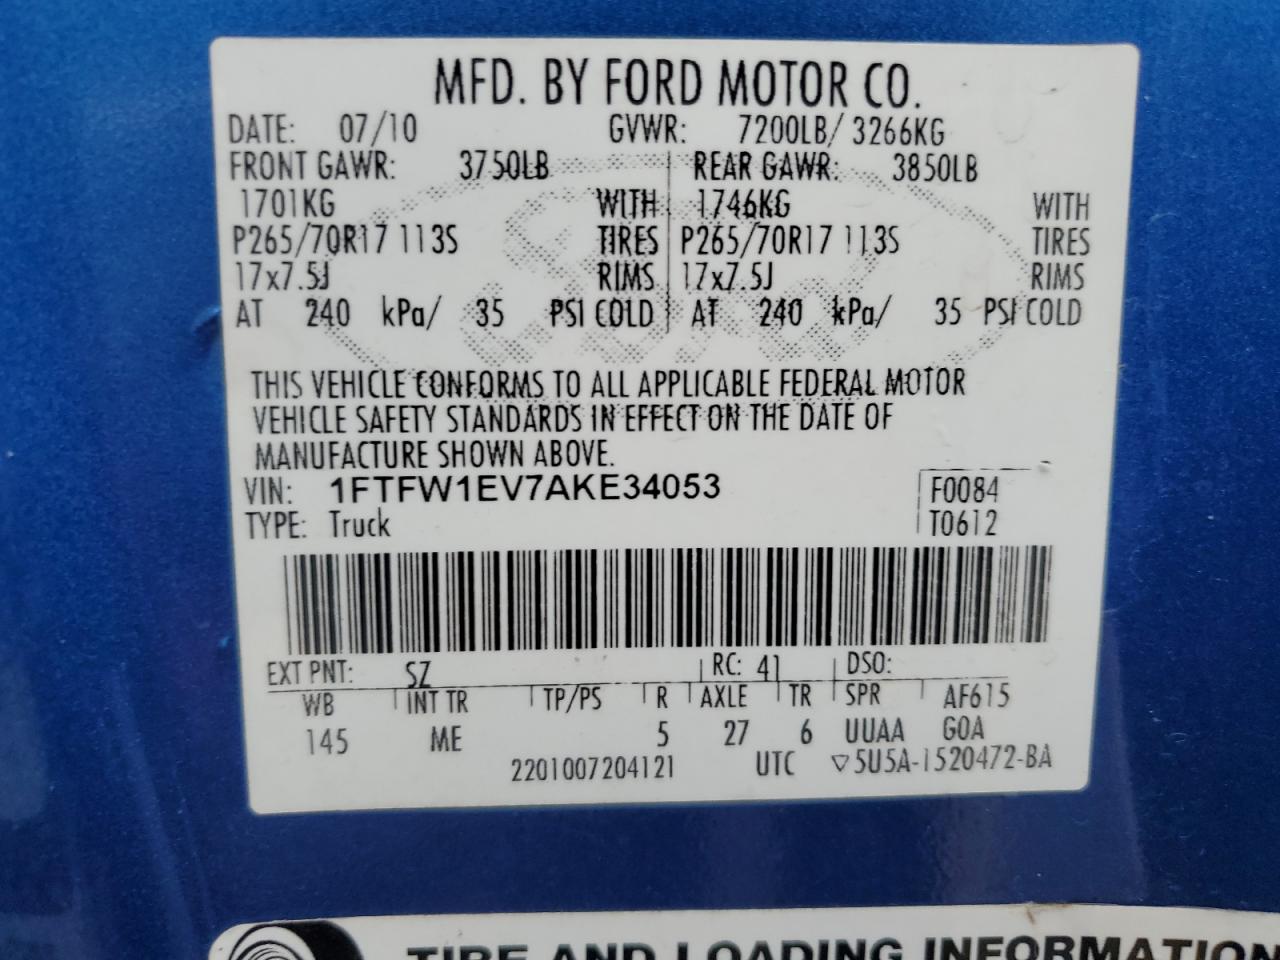 MFD. BY FORD MOTOR CO.
DATE: 07/10 GVWR: 7200LB/ 3266KG
FRONT GAWR: 3750LB REAR GAWR: 3850LB
1701KG WITH 1746KG WITH
P265/70R17 113S TIRES P265/70R17 113S TIRES
17x7.5J RIMS 17x7.5J RIMS
AT 240 kPa/ 35 PSI COLD AT 240 kPa/ 35 PSI COLD
THIS VEHICLE CONFORMS TO ALL APPLICABLE FEDERAL MOTOR
VEHICLE SAFETY STANDARDS IN EFFECT ON THE DATE OF
MANUFACTURE SHOWN ABOVE.
VIN: 1FTFW1EV7AKE34053 F0084
TYPE: Truck T0612
EXT PNT: SZ RC: 41 DSO:
WB INT TR TP/PS R AXLE TR SPR AF615
145 ME 5 27 6 UUAA G0A
2201007204121 UTC ▽5U5A-1520472-BA
TIRE AND LOADING INFORMATION